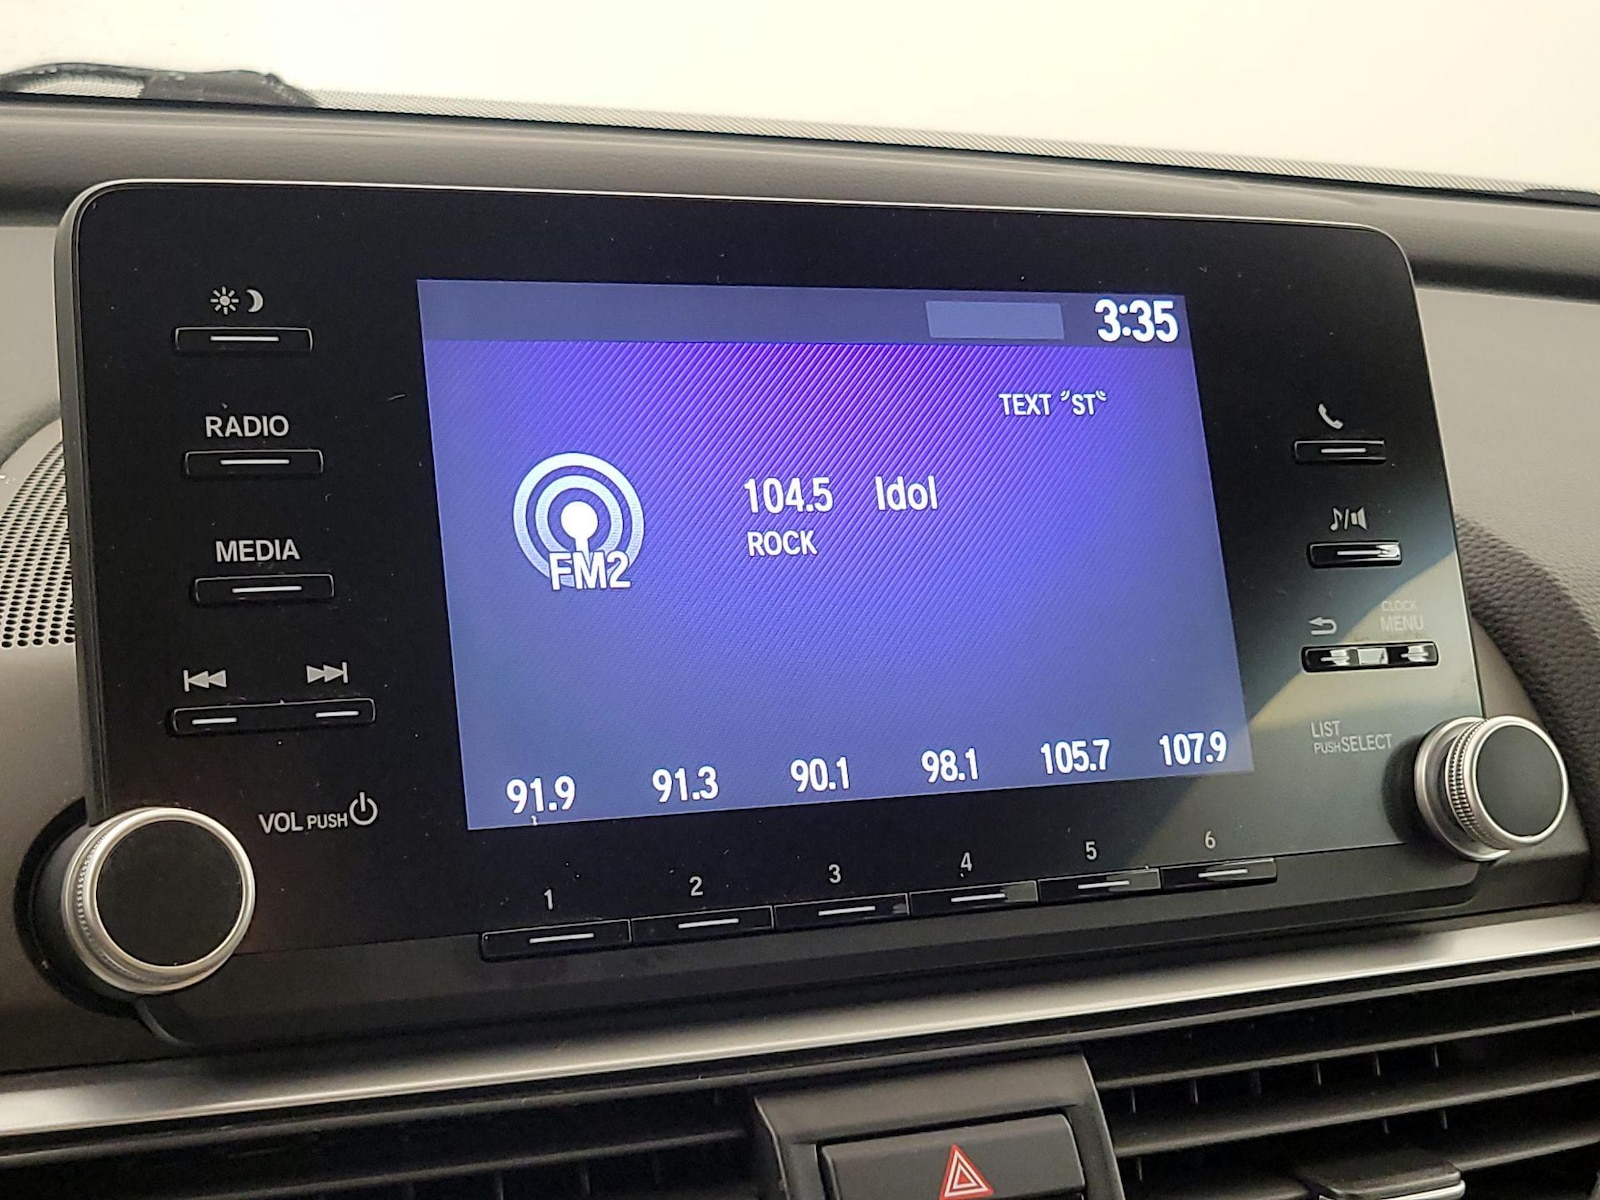 3:35
RADIO
TEXT "ST"
104.5 Idol
ROCK
FM2
MEDIA
CLOCK
MENU
LIST
PUSH SELECT
91.9 91.3 90.1 98.1 105.7 107.9
VOL PUSH
1 2 3 4 5 6